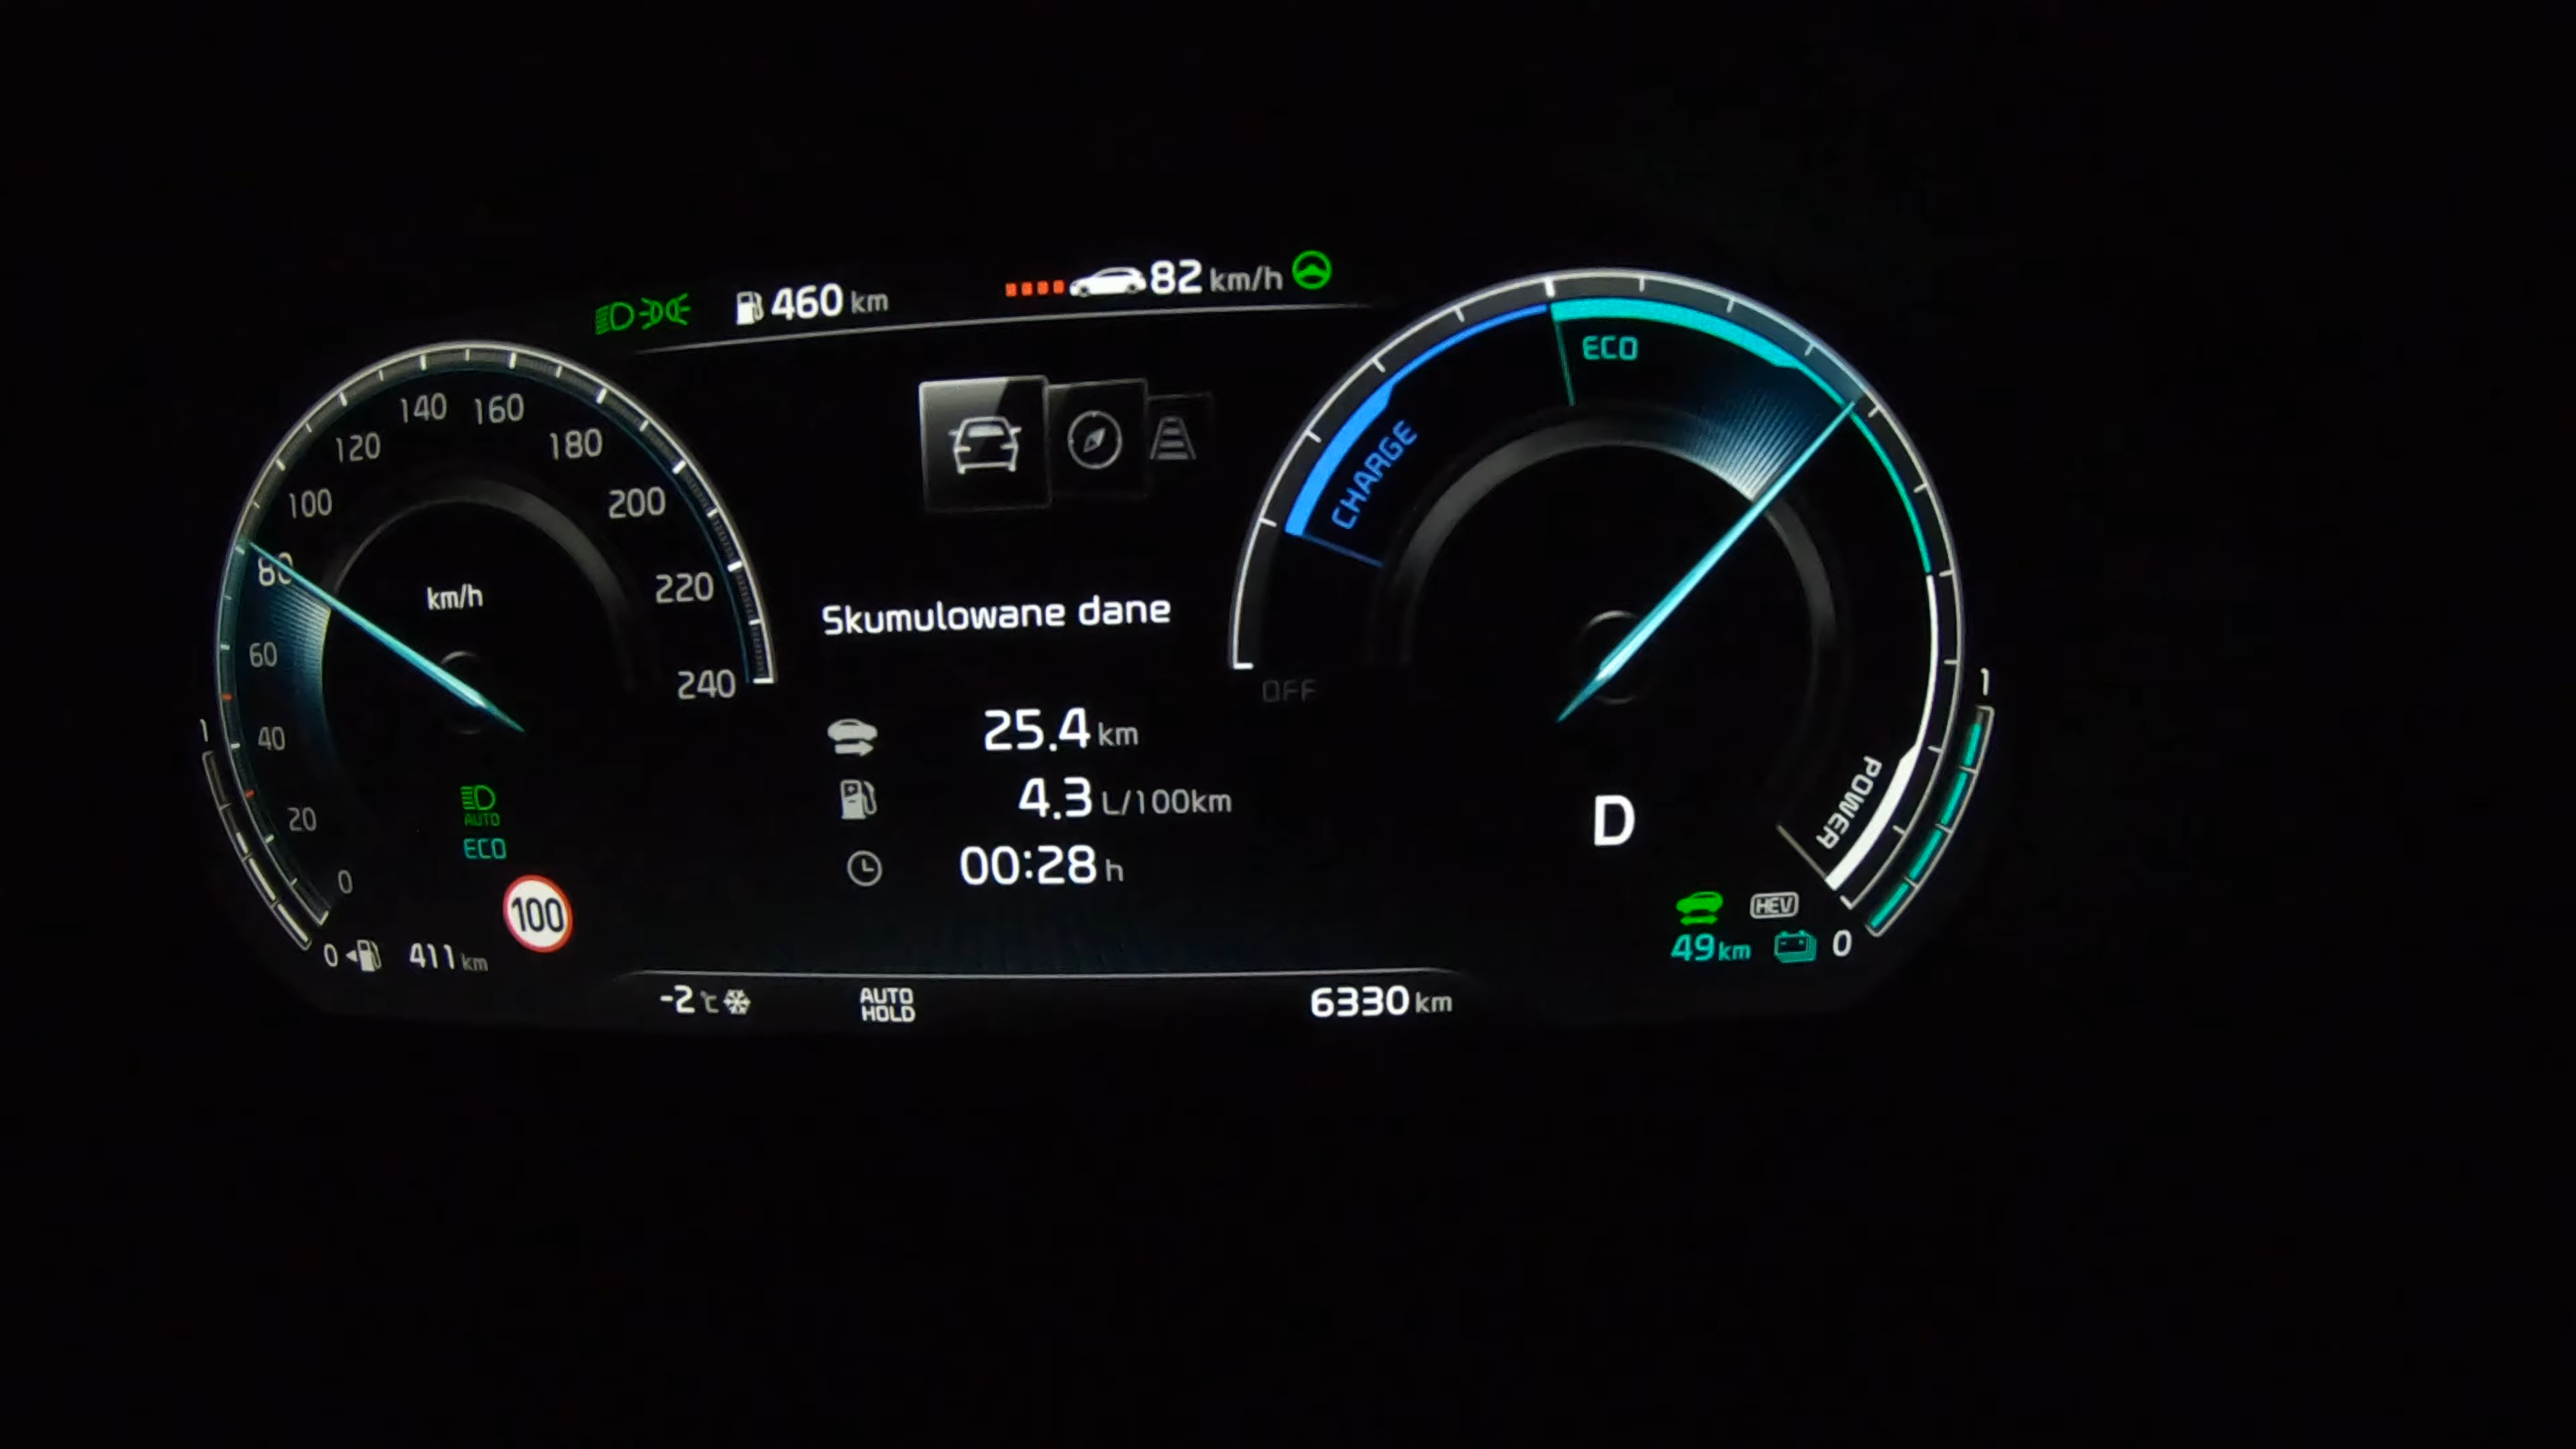 460 km
82 km/h
140 160
120 180
100 200
80 220
60 240
40
20
0
km/h
AUTO
ECO
100
1
0 411 km
Skumulowane dane
25.4 km
4.3 L/100km
00:28 h
ECO
CHARGE
OFF
POWER
D
HEV
49 km
1
0
-2 °C
AUTO
HOLD
6330 km